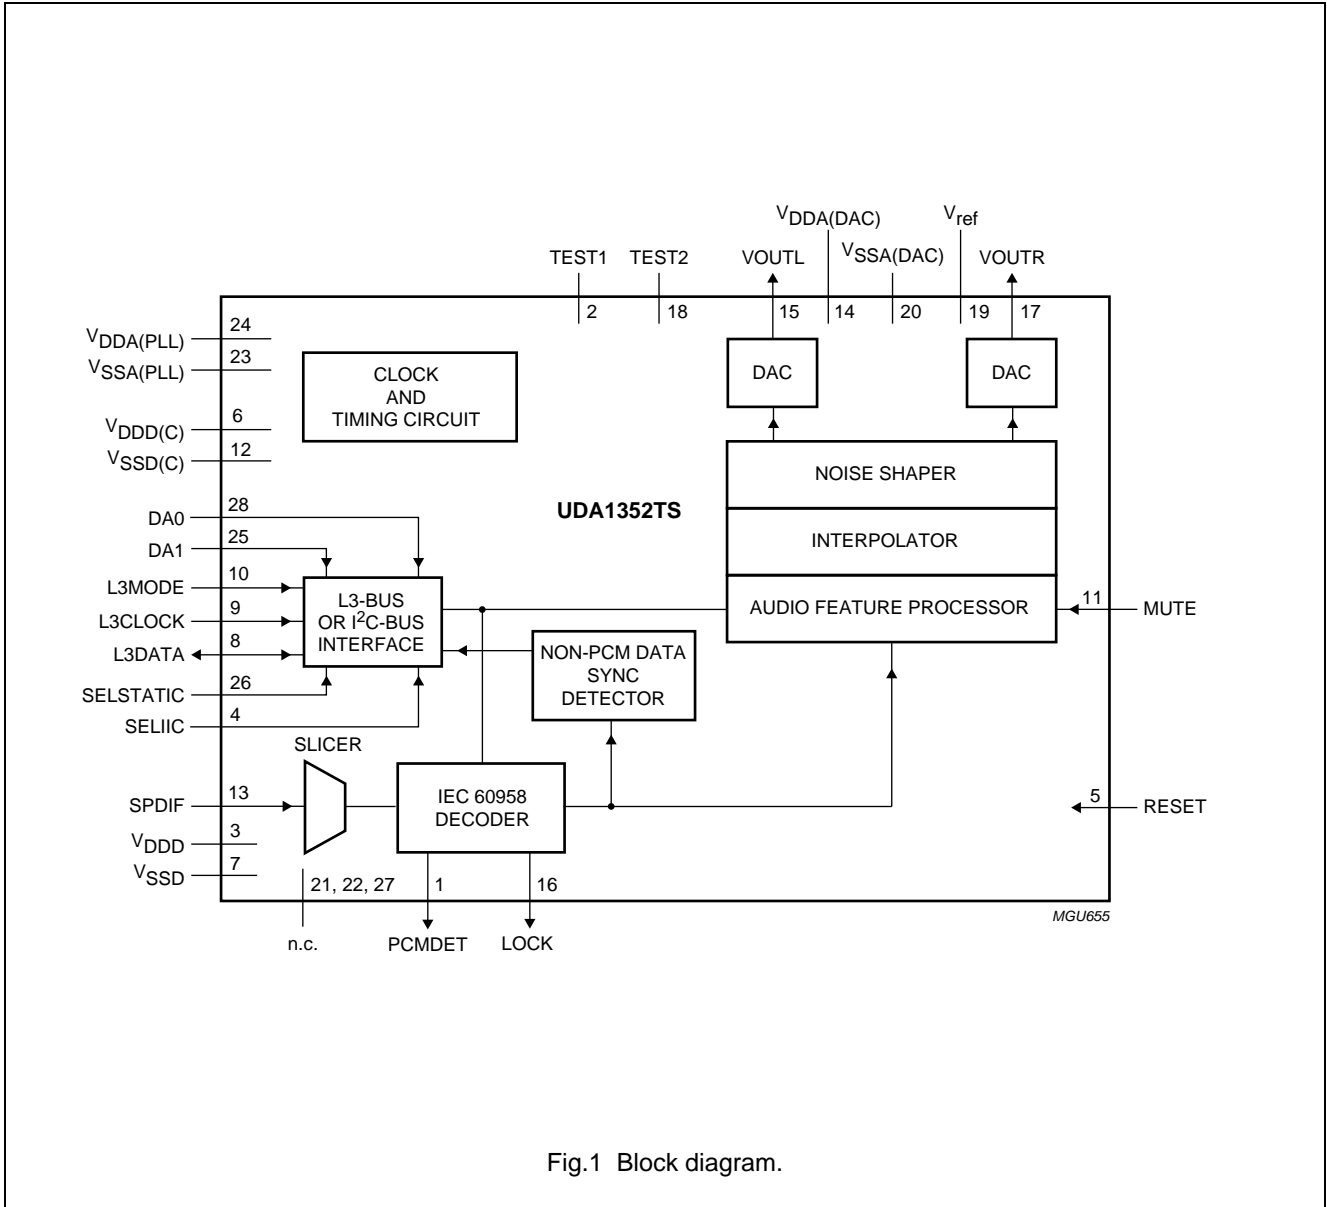 VDDA(DAC)
Vref
TEST1
TEST2
VOUTL
VSSA(DAC)
VOUTR
2
18
15
14
20
19
17
VDDA(PLL)
24
VSSA(PLL)
23
VDDD(C)
6
VSSD(C)
12
CLOCK
AND
TIMING CIRCUIT
DAC
DAC
NOISE SHAPER
UDA1352TS
INTERPOLATOR
AUDIO FEATURE PROCESSOR
11
MUTE
DA0
28
DA1
25
L3MODE
10
L3CLOCK
9
L3DATA
8
SELSTATIC
26
SELIIC
4
L3-BUS
OR I²C-BUS
INTERFACE
NON-PCM DATA
SYNC
DETECTOR
SLICER
SPDIF
13
VDDD
3
VSSD
7
IEC 60958
DECODER
5
RESET
21, 22, 27
1
16
n.c.
PCMDET
LOCK
MGU655
Fig.1 Block diagram.